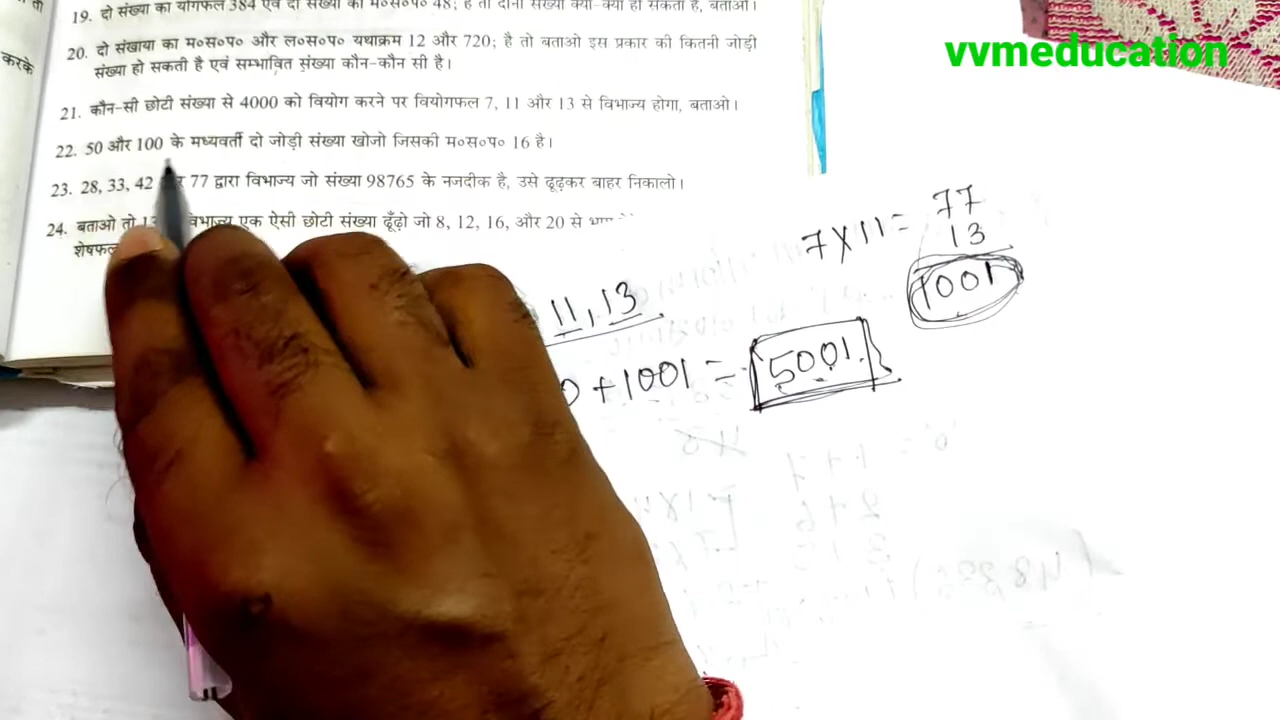 vvmeducation
करके
19. दो संख्या का योगफल 384 एवं दो संख्या का म०स०प० 48; है तो दोनों संख्या क्या-क्या हो सकती है, बताओ।
20. दो संखाया का म०स०प० और ल०स०प० यथाक्रम 12 और 720; है तो बताओ इस प्रकार की कितनी जोड़ी
संख्या हो सकती है एवं सम्भावित संख्या कौन-कौन सी है।
21. कौन-सी छोटी संख्या से 4000 को वियोग करने पर वियोगफल 7, 11 और 13 से विभाज्य होगा, बताओ।
22. 50 और 100 के मध्यवर्ती दो जोड़ी संख्या खोजो जिसकी म०स०प० 16 है।
23. 28, 33, 42 77 द्वारा विभाज्य जो संख्या 98765 के नजदीक है, उसे ढूढ़कर बाहर निकालो।
24. बताओ तो विभाज्य एक ऐसी छोटी संख्या ढूँढ़ो जो 8, 12, 16, और 20 से
7 X 11 = 77
13
1001
11, 13
0 + 1001 = 5001